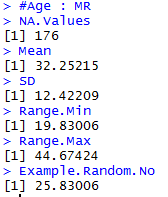 > #Age : MR
> NA.Values
[1] 176
> Mean
[1] 32.25215
> SD
[1] 12.42209
> Range.Min
[1] 19.83006
> Range.Max
[1] 44.67424
> Example.Random.No
[1] 25.83006